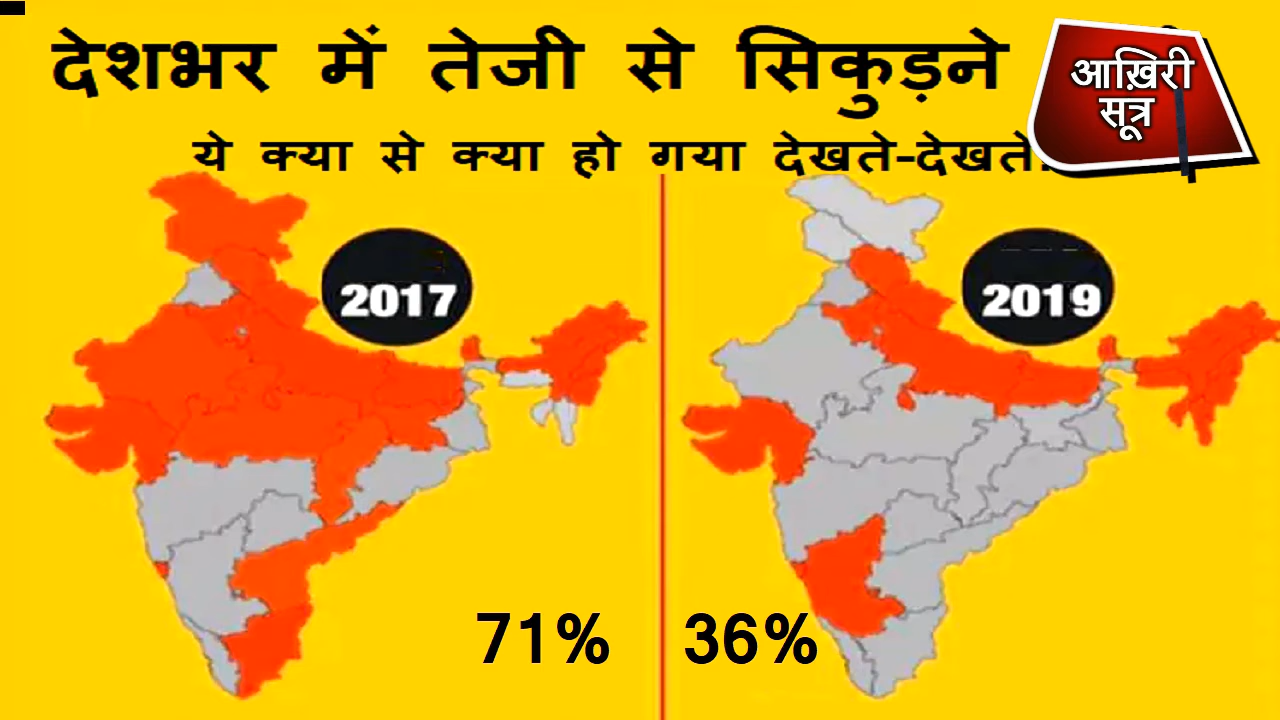 देशभर में तेजी से सिकुड़ने
आख़िरी
सूत्र
ये क्या से क्या हो गया देखते-देखते
2017
2019
71%
36%